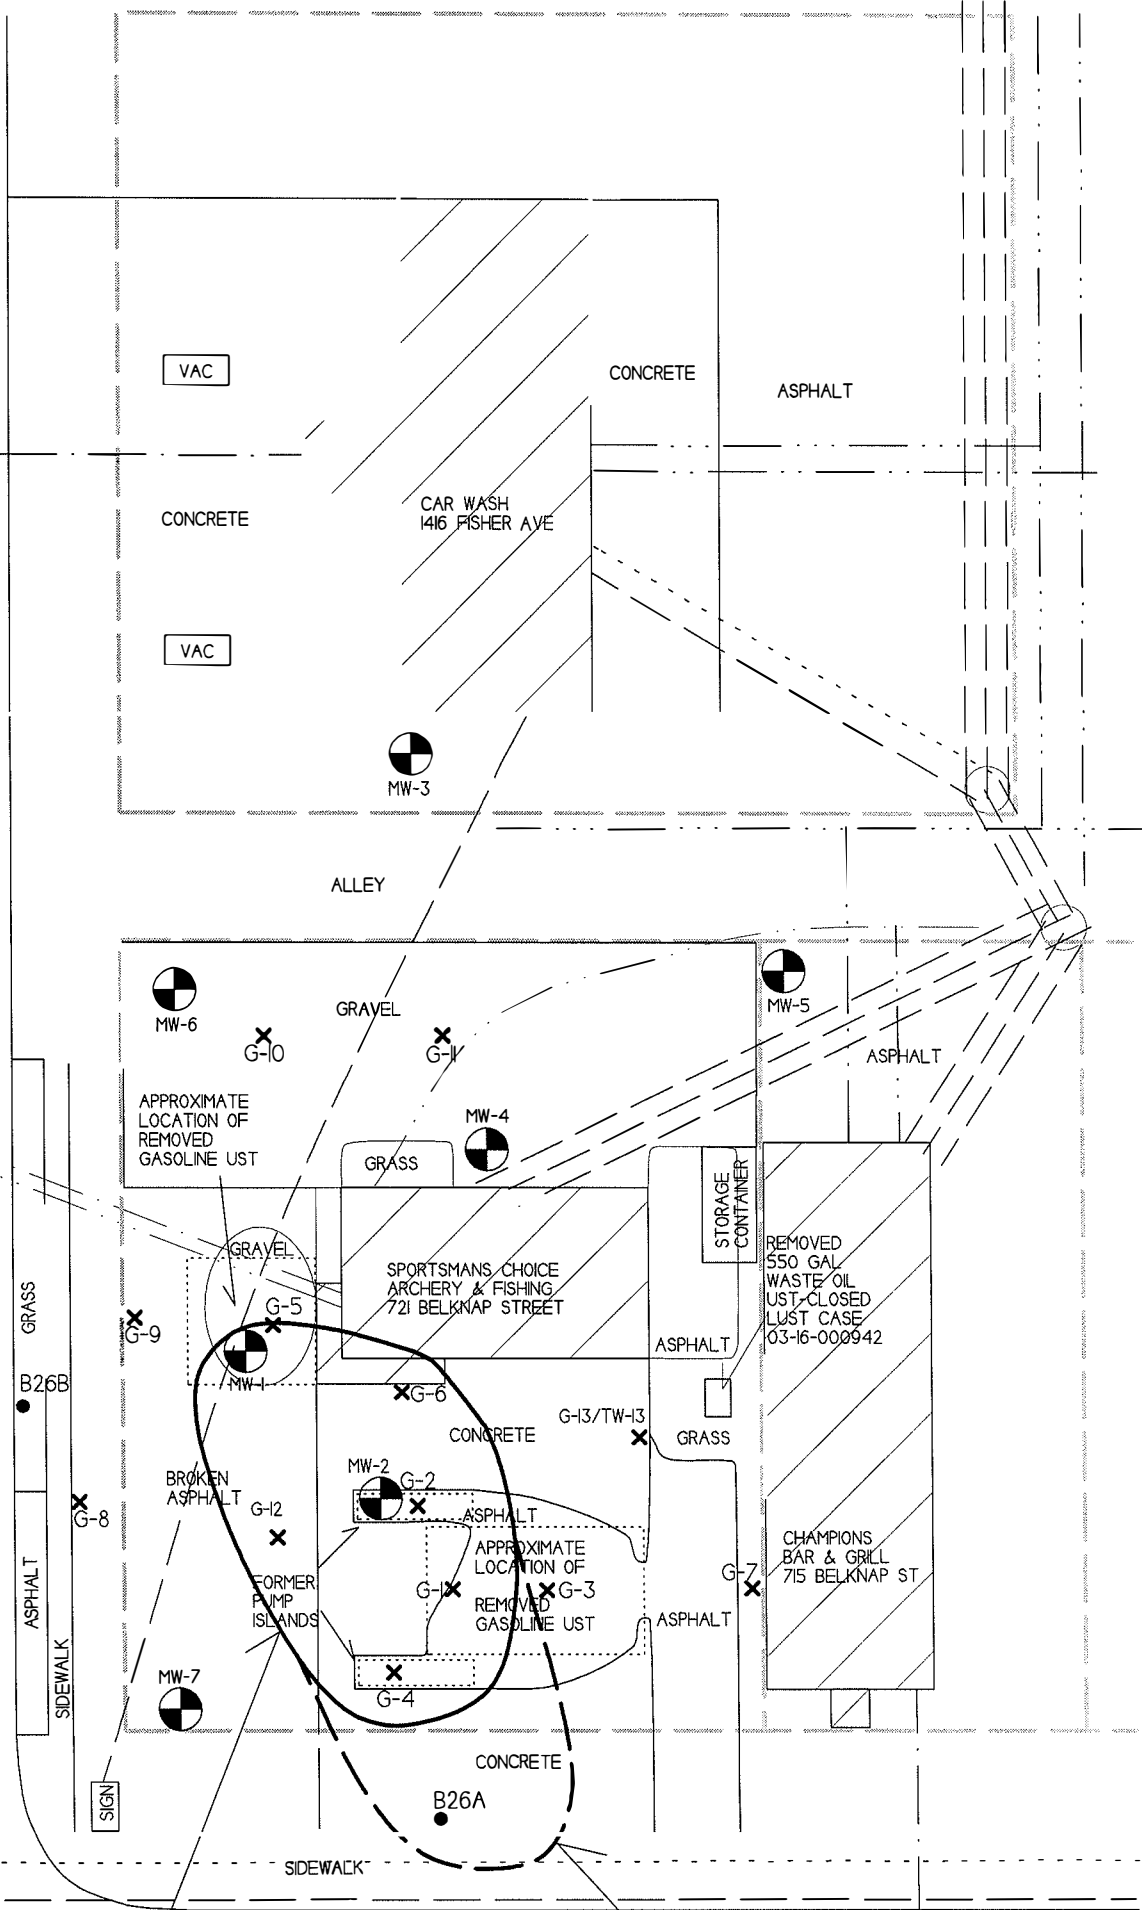 VAC
CONCRETE
ASPHALT
CAR WASH
1416 FISHER AVE
CONCRETE
VAC
MW-3
ALLEY
MW-6
GRAVEL
MW-5
G-10
G-11
ASPHALT
APPROXIMATE
LOCATION OF
REMOVED
GASOLINE UST
MW-4
GRASS
STORAGE
CONTAINER
GRAVEL
REMOVED
550 GAL
WASTE OIL
UST-CLOSED
LUST CASE
03-16-000942
SPORTSMANS CHOICE
ARCHERY & FISHING
721 BELKNAP STREET
GRASS
G-9
G-5
ASPHALT
MW-1
B26B
G-6
CONCRETE
G-13/TW-13
GRASS
BROKEN
ASPHALT
MW-2
G-2
G-8
G-12
ASPHALT
APPROXIMATE
LOCATION OF
REMOVED
GASOLINE UST
CHAMPIONS
BAR & GRILL
715 BELKNAP ST
FORMER
PUMP
ISLANDS
G-1
G-3
G-7
ASPHALT
ASPHALT
SIDEWALK
MW-7
G-4
CONCRETE
SIGN
B26A
SIDEWALK